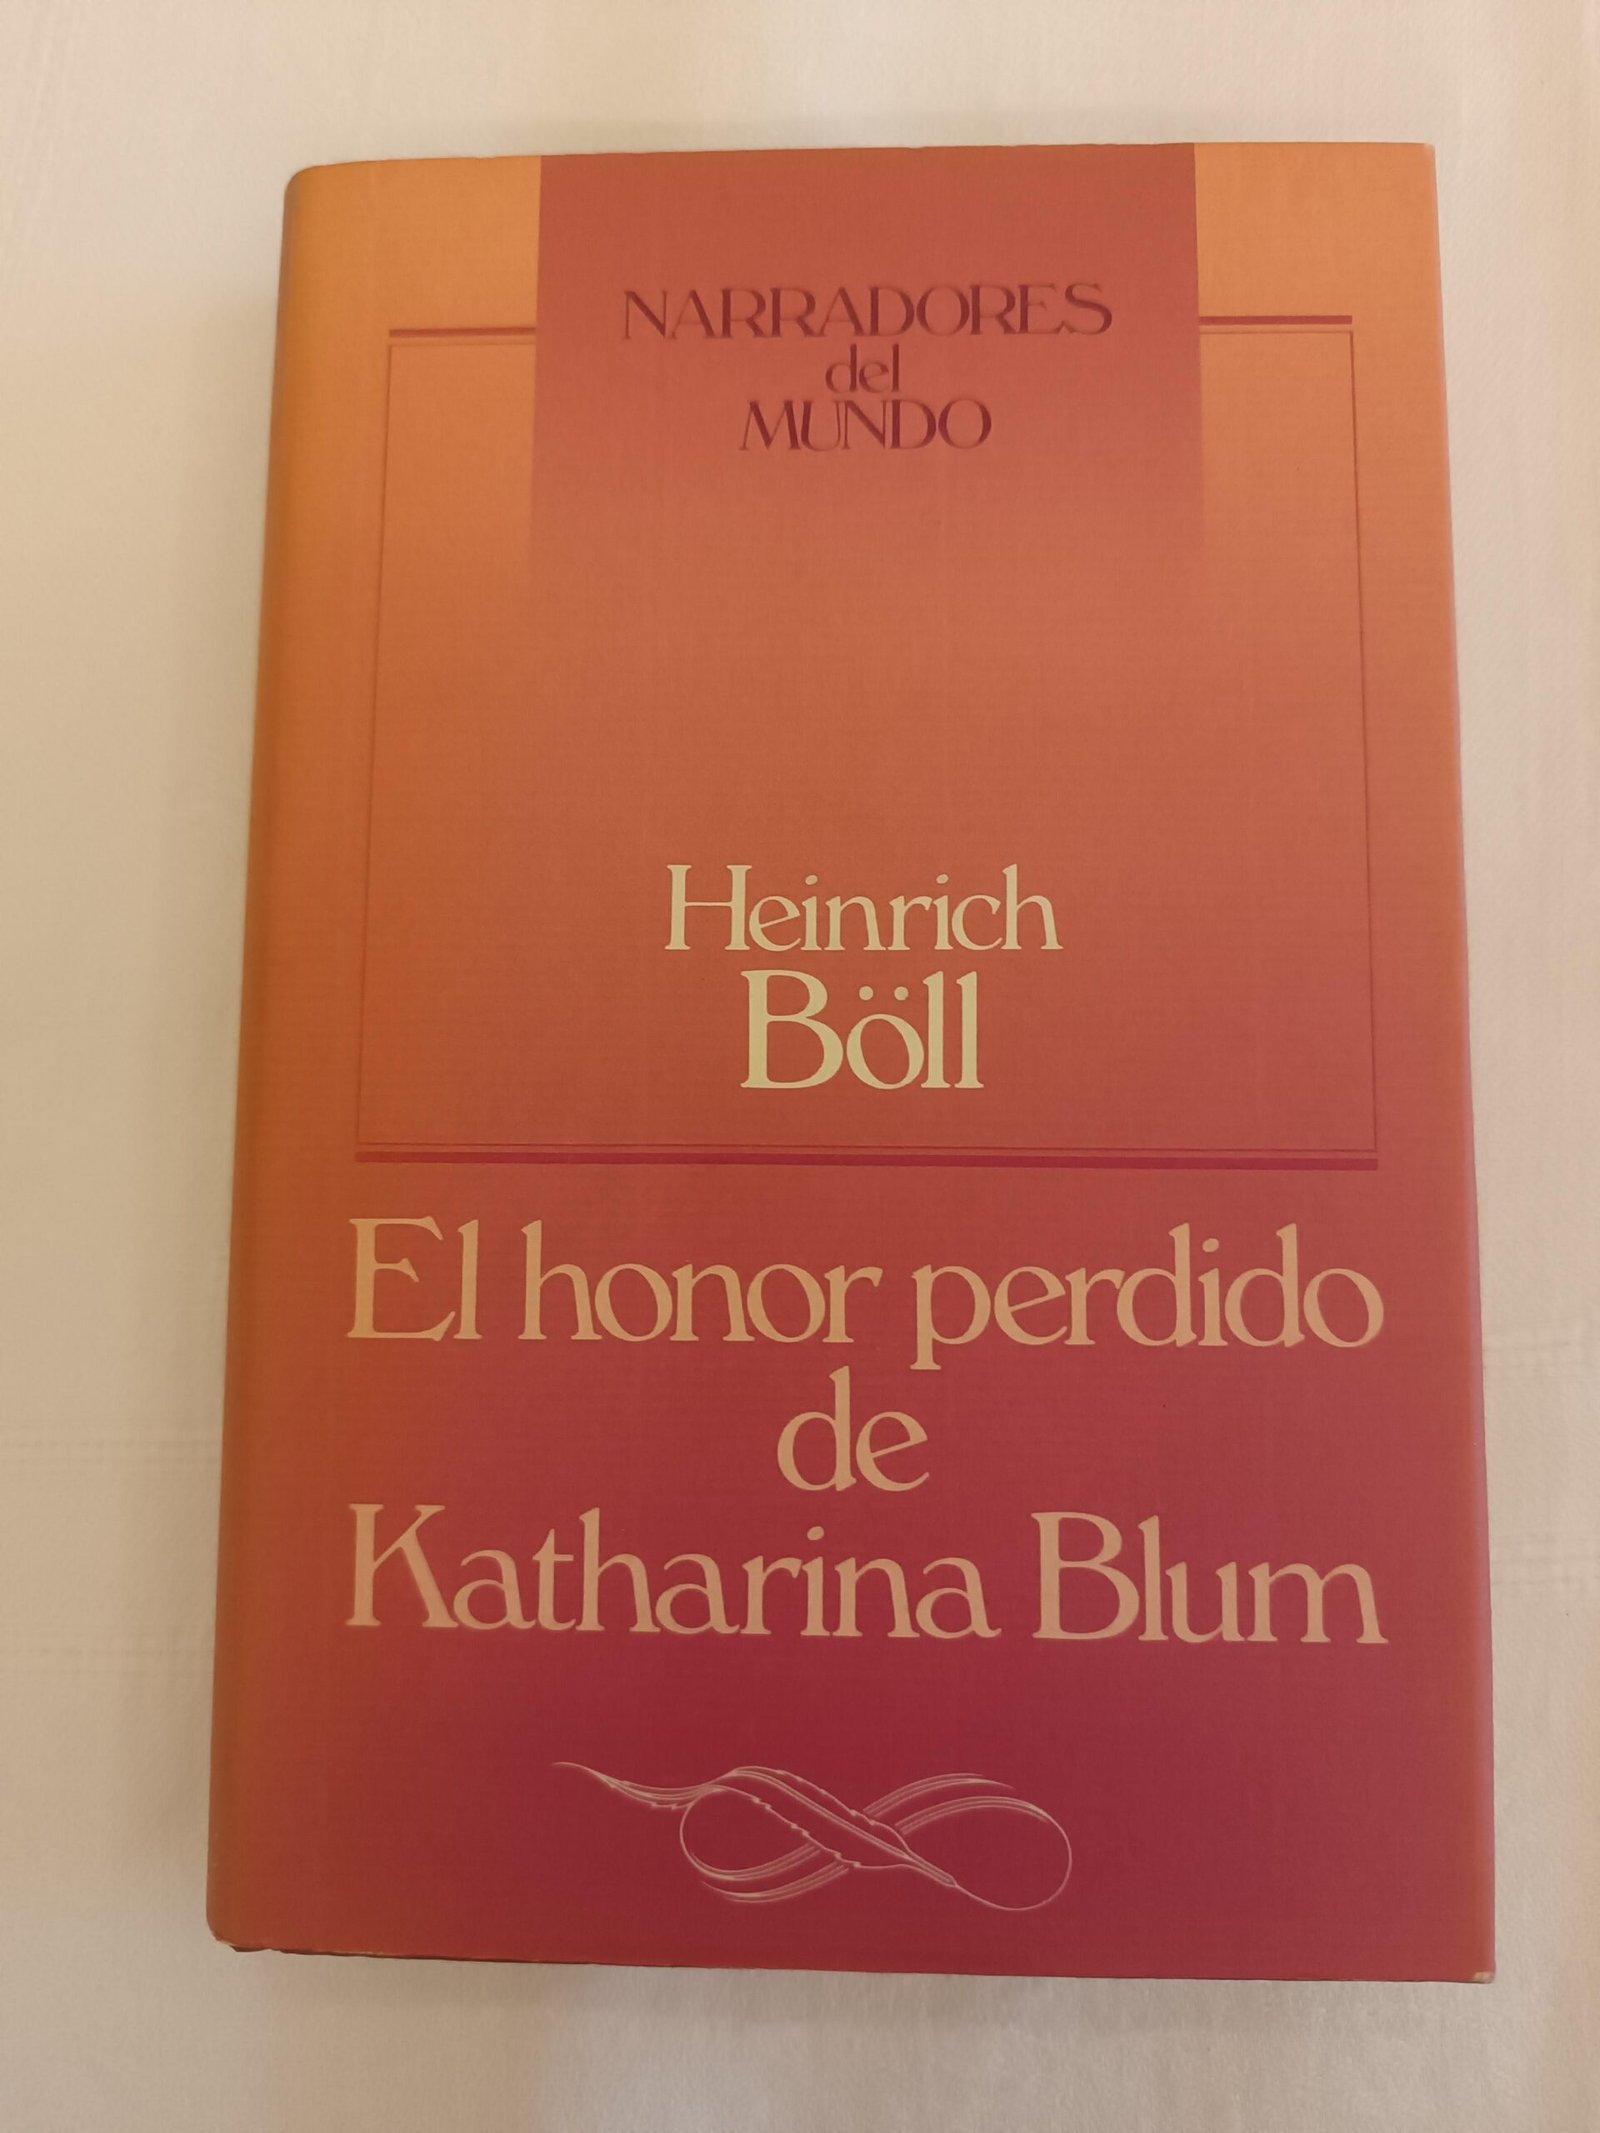 NARRADORES
del
MUNDO
Heinrich
Böll
El honor perdido
de
Katharina Blum